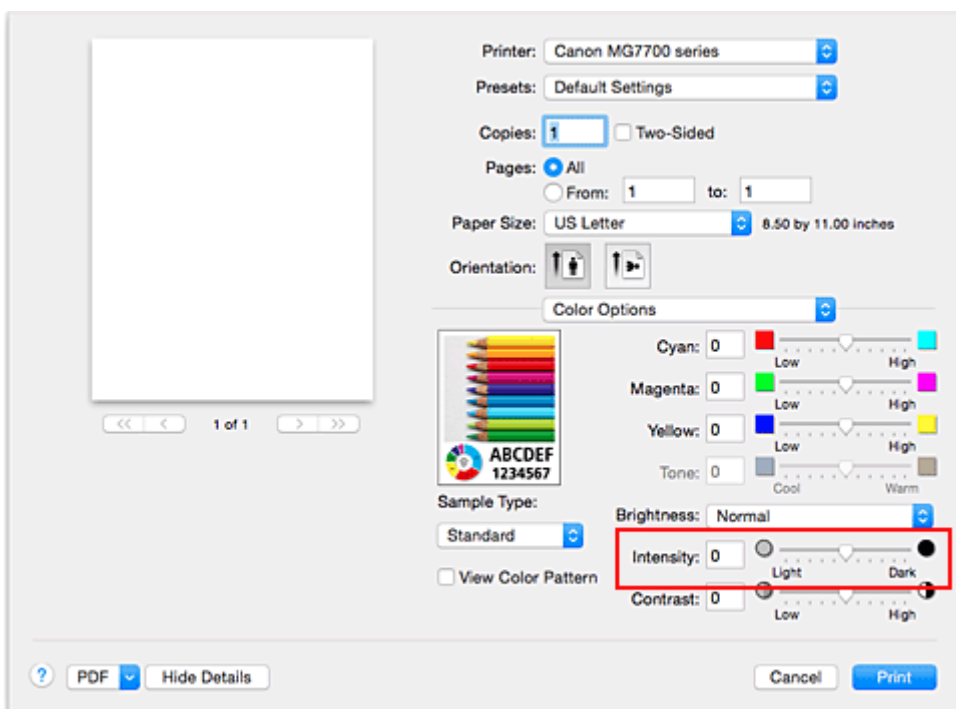 Printer: Canon MG7700 series
Presets: Default Settings
Copies: 1 Two-Sided
Pages: All
From: 1 to: 1
Paper Size: US Letter 8.50 by 11.00 inches
Orientation:
Color Options
Cyan: 0
Low High
Magenta: 0
Low High
Yellow: 0
Low High
Tone: 0
Cool Warm
Brightness: Normal
Intensity: 0
Light Dark
Contrast: 0
Low High
ABCDEF
1234567
Sample Type:
Standard
View Color Pattern
<< < 1 of 1 > >>
? PDF Hide Details Cancel Print